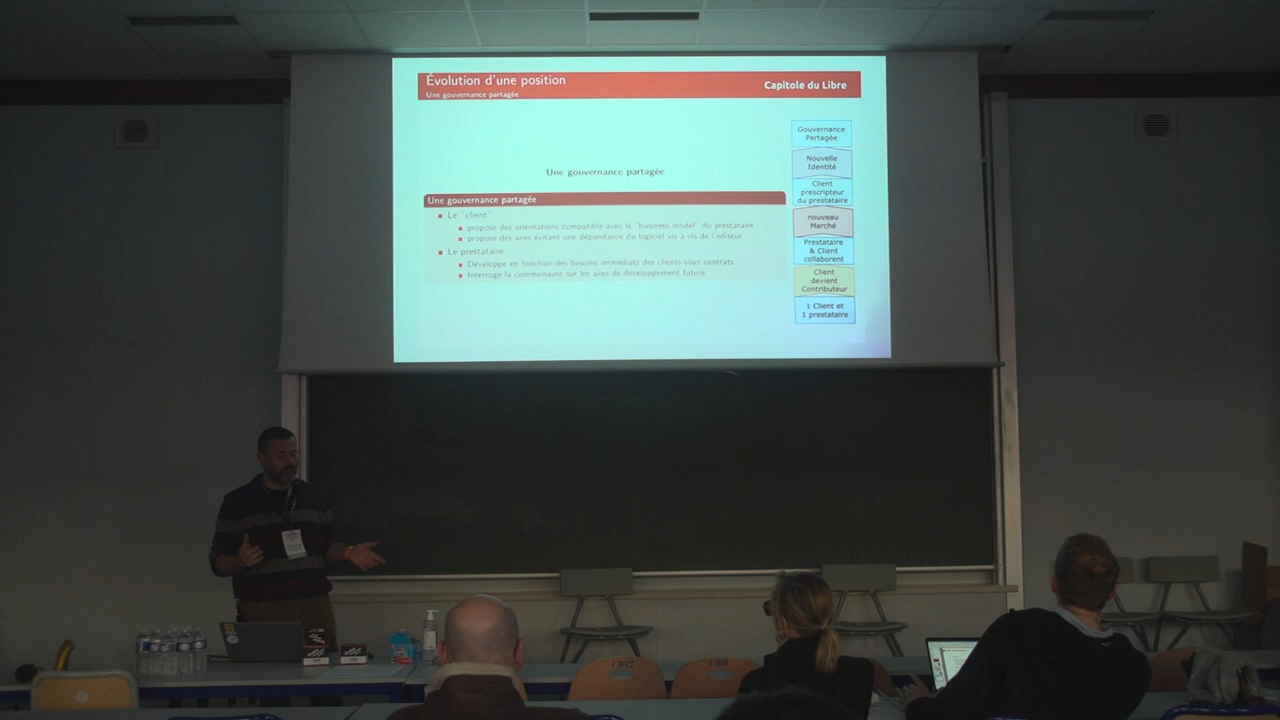 Évolution d'une position
Une gouvernance partagée
Capitole du Libre
Une gouvernance partagée
Une gouvernance partagée
Le "client"
propose des orientations compatible avec le "business model" du prestataire
propose des axes évitant une dépendance du logiciel vis à vis de l'éditeur
Le prestataire
Développe en fonction des besoins immédiats des clients sous contrats
Interroge la communauté sur les axes de développement future
Gouvernance
Partagée
Nouvelle
Identité
Client
prescripteur
du prestataire
nouveau
Marché
Prestataire
& Client
collaborent
Client
devient
Contributeur
1 Client et
1 prestataire